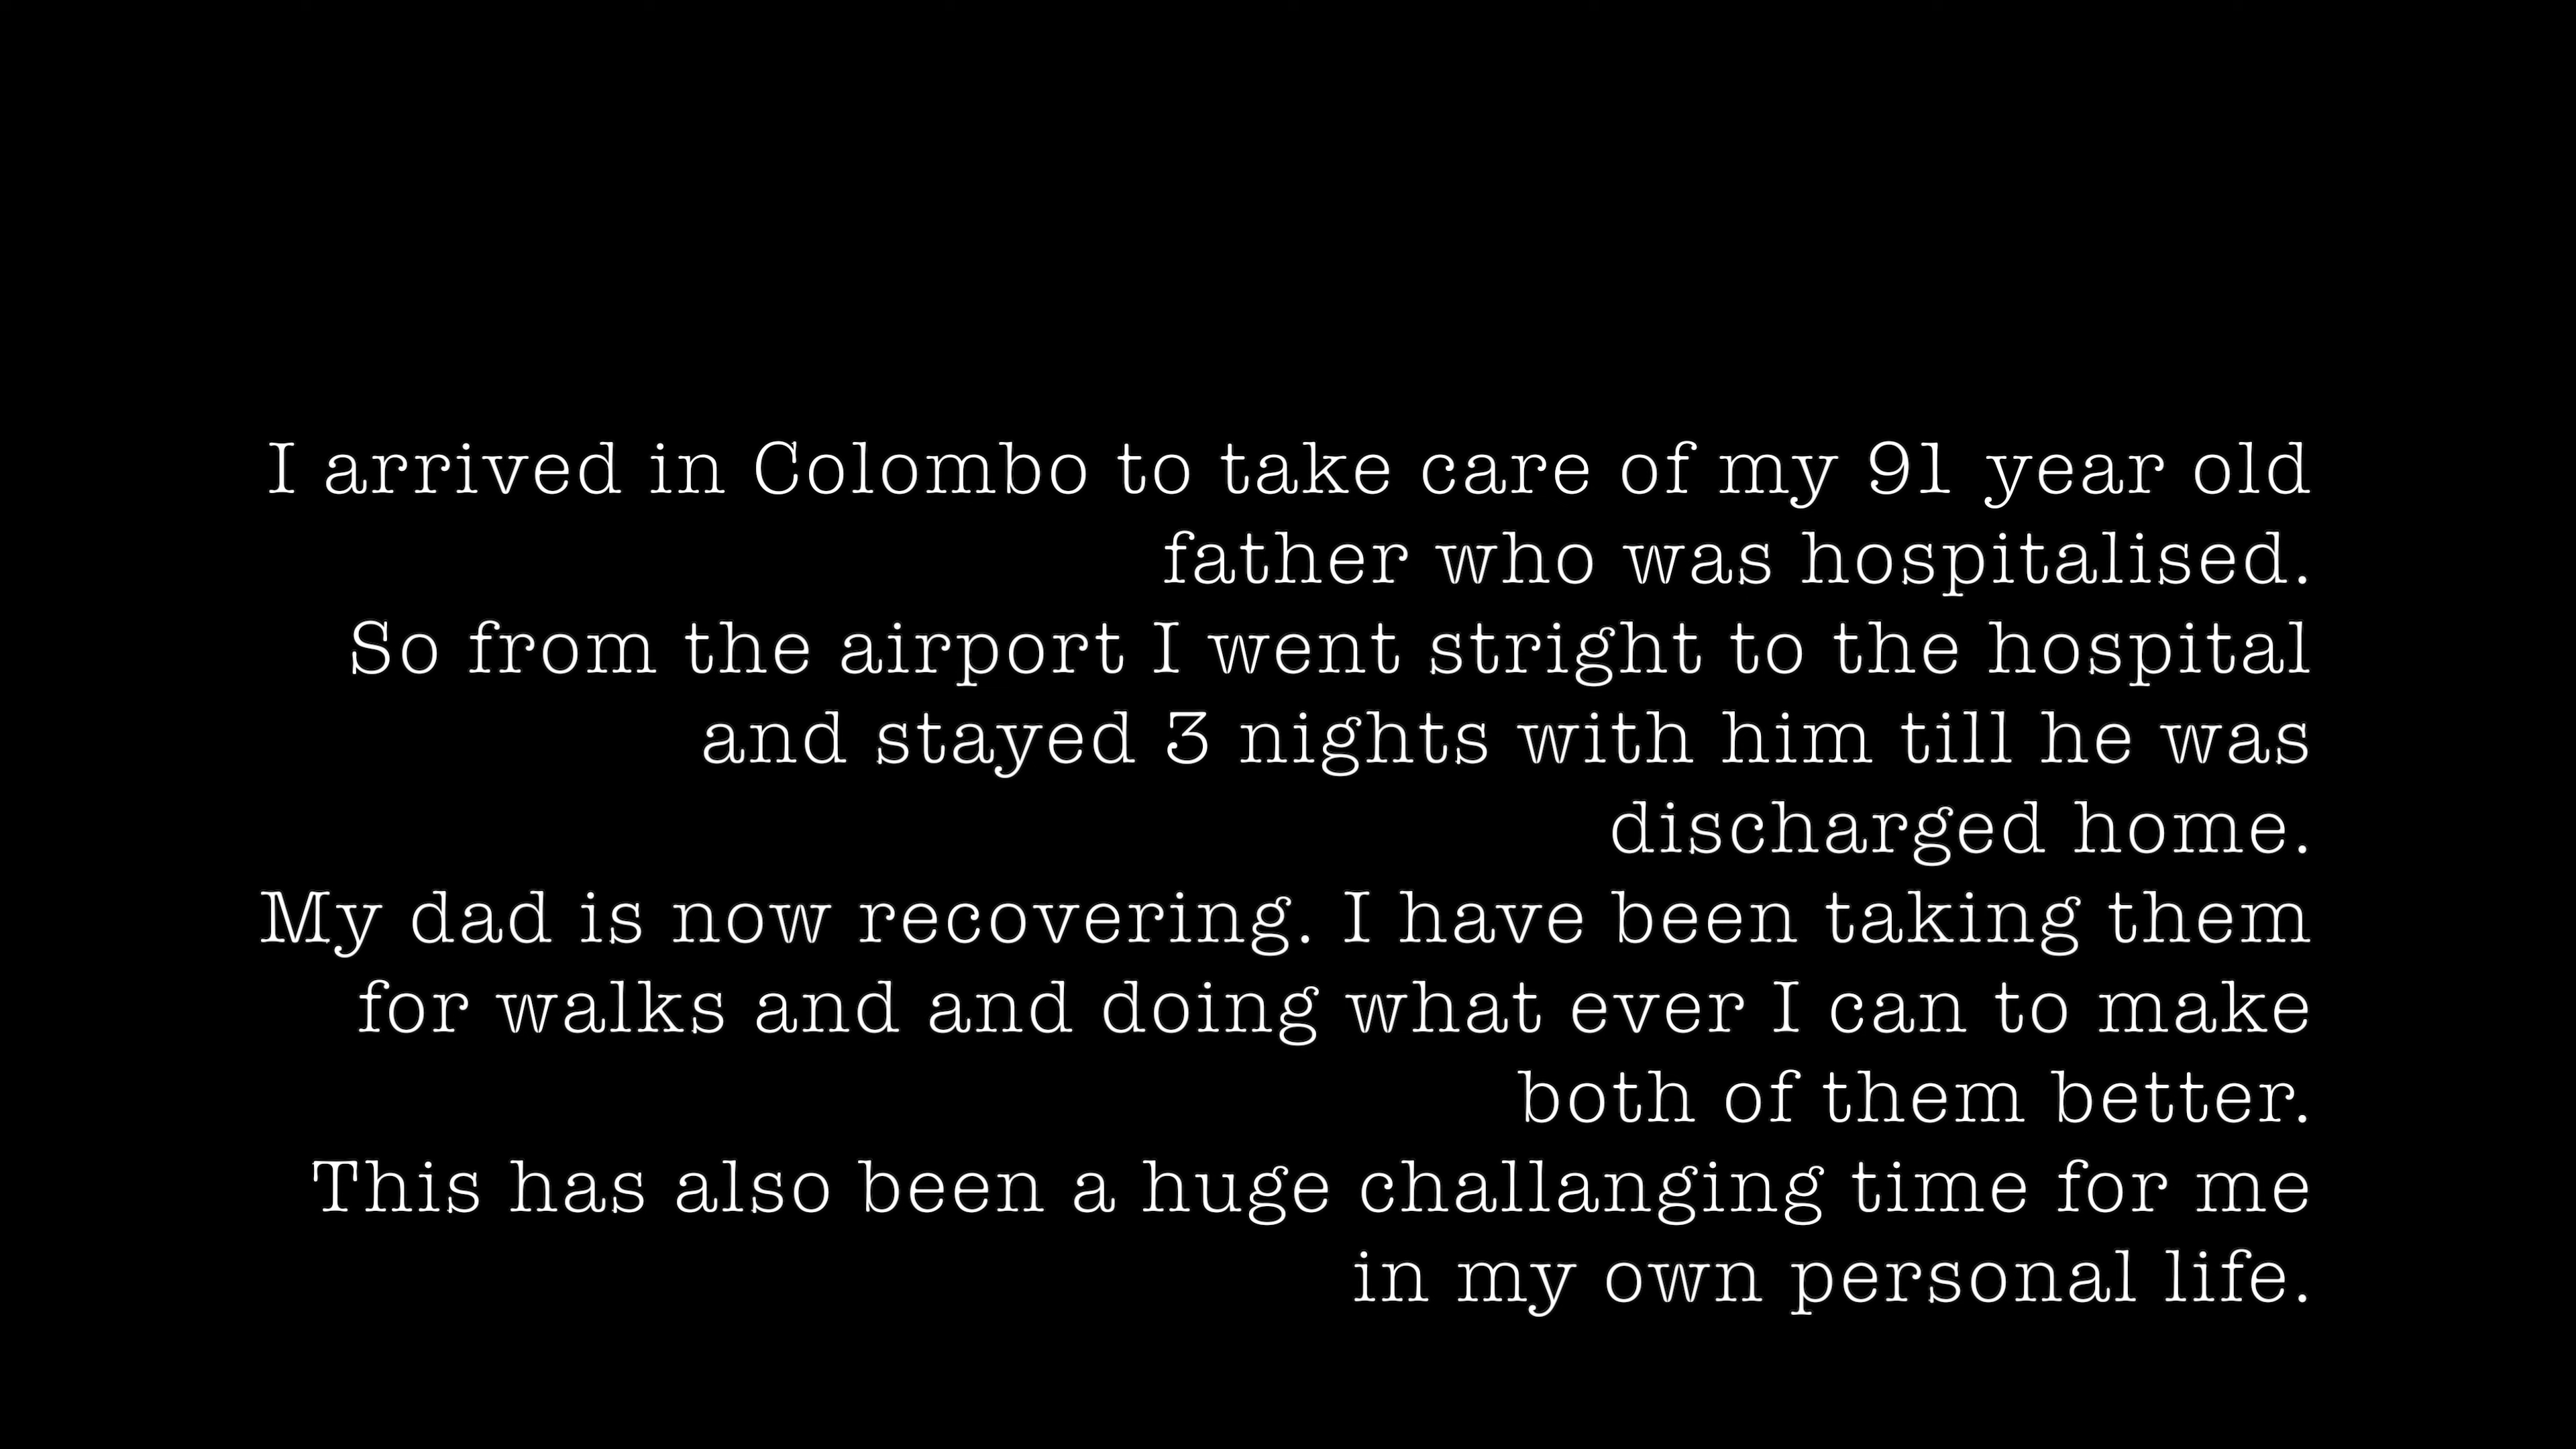 I arrived in Colombo to take care of my 91 year old
father who was hospitalised.
So from the airport I went stright to the hospital
and stayed 3 nights with him till he was
discharged home.
My dad is now recovering. I have been taking them
for walks and and doing what ever I can to make
both of them better.
This has also been a huge challanging time for me
in my own personal life.